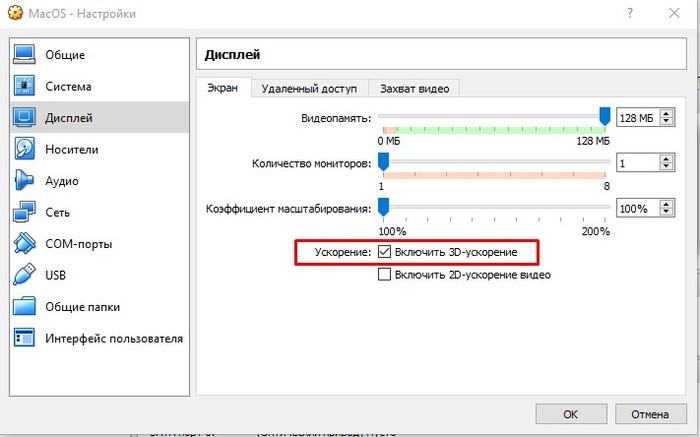 MacOS - Настройки
?
Общие
Система
Дисплей
Носители
Аудио
Сеть
COM-порты
USB
Общие папки
Интерфейс пользователя
Дисплей
Экран Удаленный доступ Захват видео
Видеопамять: 128 МБ
0 МБ 128 МБ
Количество мониторов: 1
1 8
Коэффициент масштабирования: 100%
100% 200%
Ускорение: Включить 3D-ускорение
Включить 2D-ускорение видео
OK Отмена